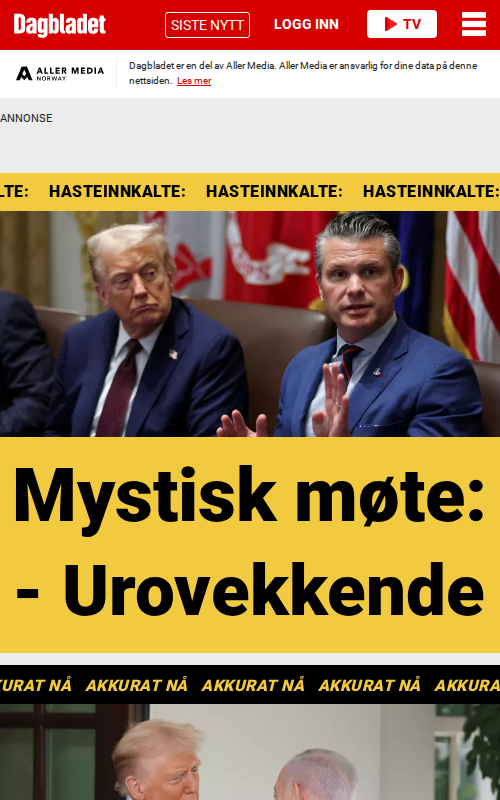 Dagbladet
SISTE NYTT
LOGG INN
TV
ALLER MEDIA
NORWAY
Dagbladet er en del av Aller Media. Aller Media er ansvarlig for dine data på denne
nettsiden. Les mer
ANNONSE
LTE: HASTEINNKALTE: HASTEINNKALTE: HASTEINNKALTE:
Mystisk møte:
- Urovekkende
KURAT NÅ AKKURAT NÅ AKKURAT NÅ AKKURAT NÅ AKKURA